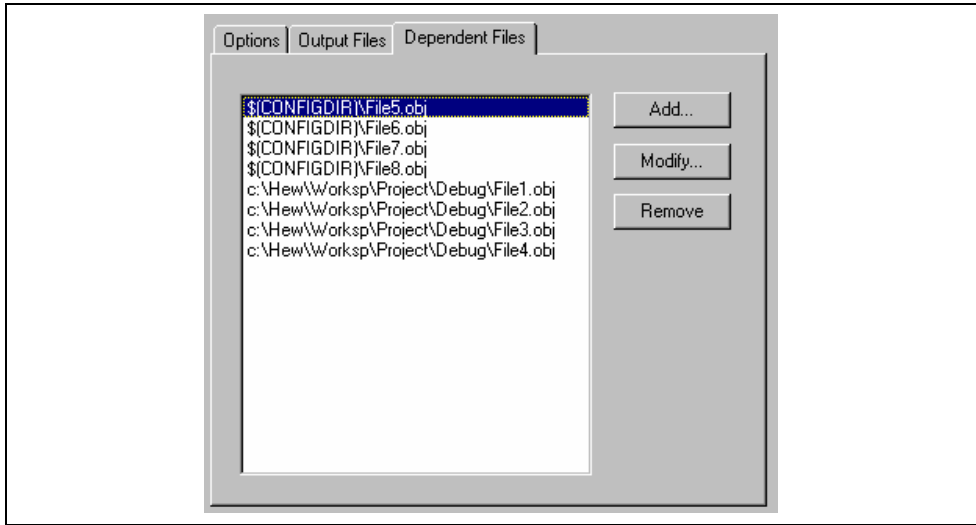 Options Output Files Dependent Files
$(CONFIGDIR)\File5.obj
$(CONFIGDIR)\File6.obj
$(CONFIGDIR)\File7.obj
$(CONFIGDIR)\File8.obj
c:\Hew\Worksp\Project\Debug\File1.obj
c:\Hew\Worksp\Project\Debug\File2.obj
c:\Hew\Worksp\Project\Debug\File3.obj
c:\Hew\Worksp\Project\Debug\File4.obj
Add...
Modify...
Remove